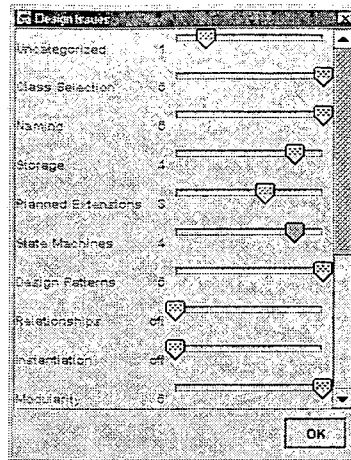 Design Issues
Uncategorized 1
Class Selection 5
Naming 5
Storage 4
Planned Extensions 3
State Machines 4
Design Patterns 5
Relationships off
Instantiation off
Modularity 5
OK